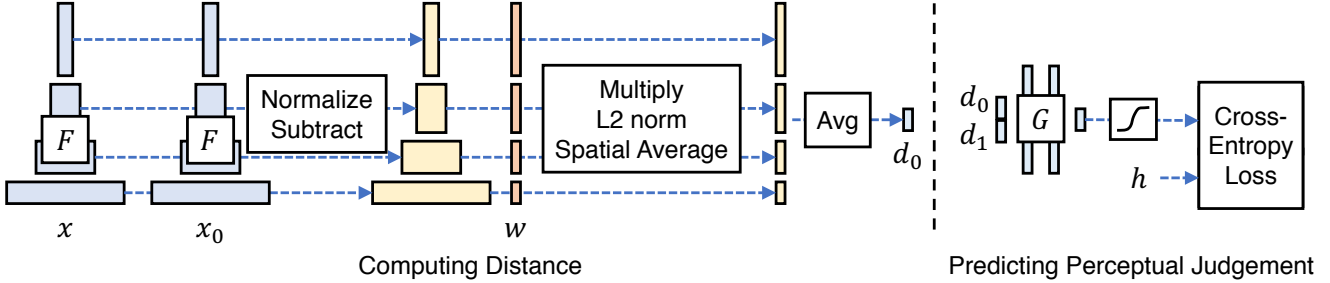 F
F
Normalize
Subtract
Multiply
L2 norm
Spatial Average
Avg
d₀
d₀
d₁
G
h
Cross-
Entropy
Loss
x
x₀
w
Computing Distance
Predicting Perceptual Judgement